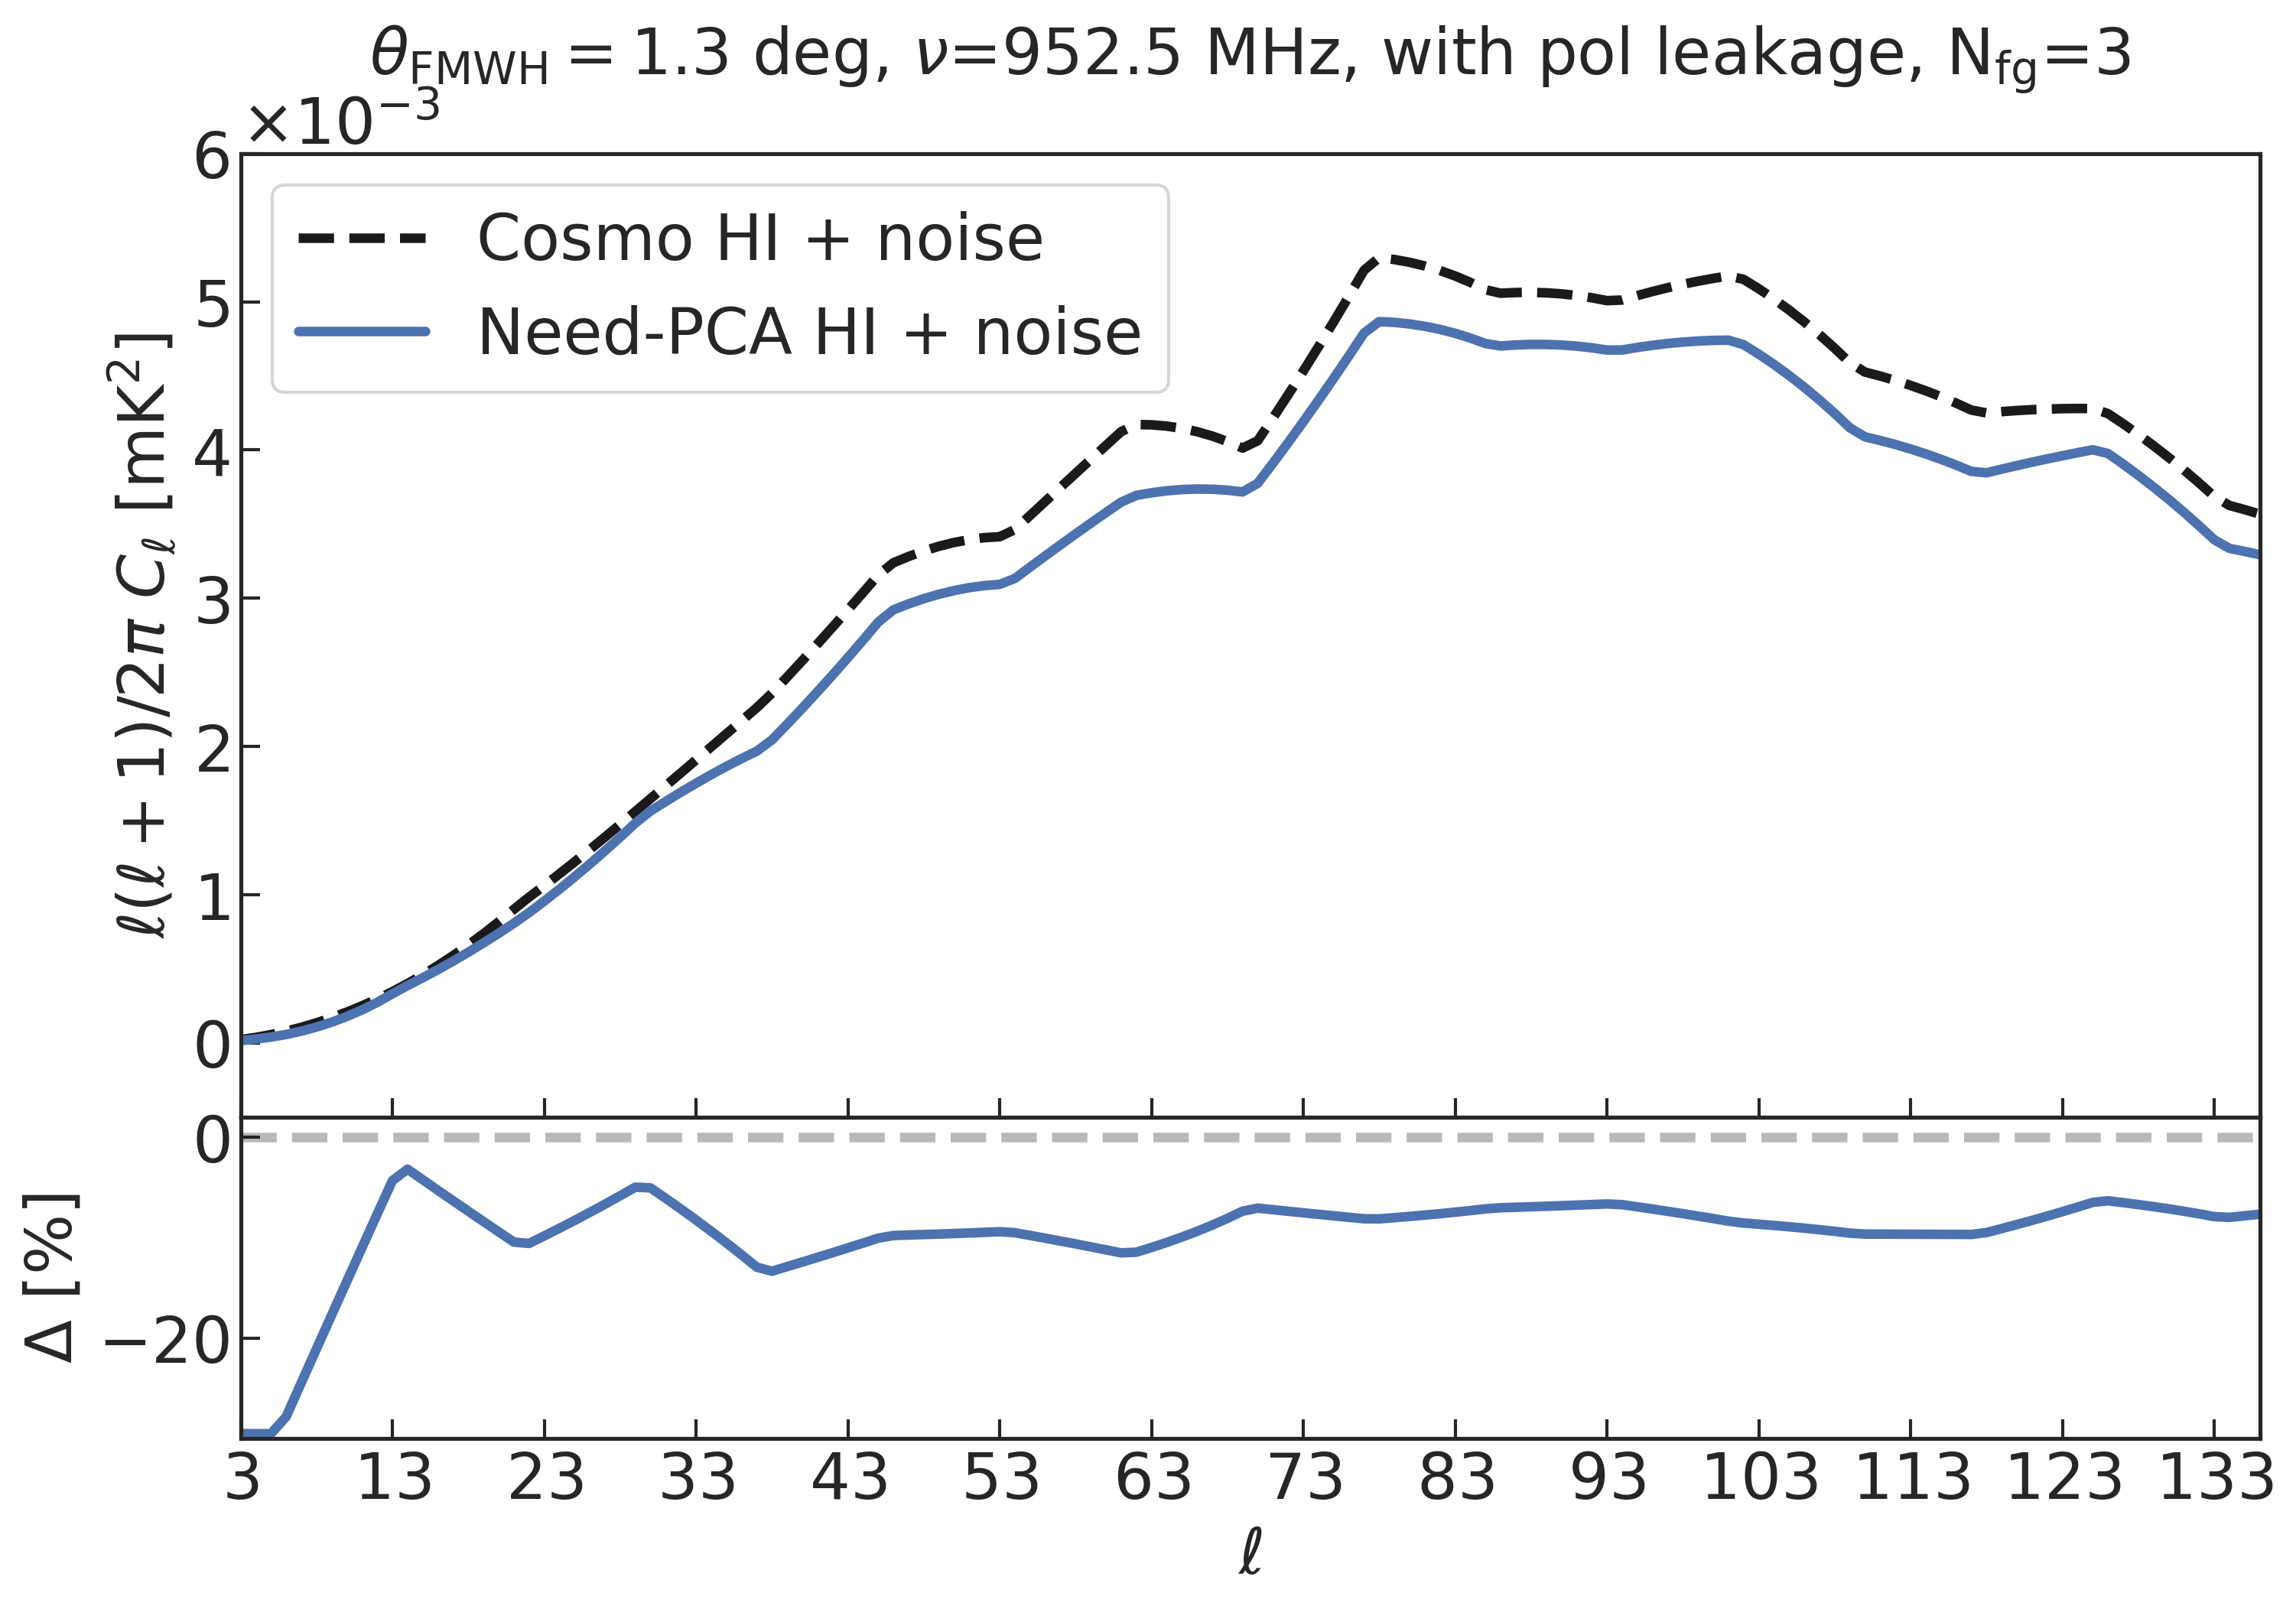 θFMWH = 1.3 deg, ν=952.5 MHz, with pol leakage, Nfg=3
×10⁻³
6
5
4
3
2
1
0
ℓ(ℓ + 1)/2π Cℓ [mK²]
Cosmo HI + noise
Need-PCA HI + noise
0
−20
Δ [%]
3 13 23 33 43 53 63 73 83 93 103 113 123 133
ℓ